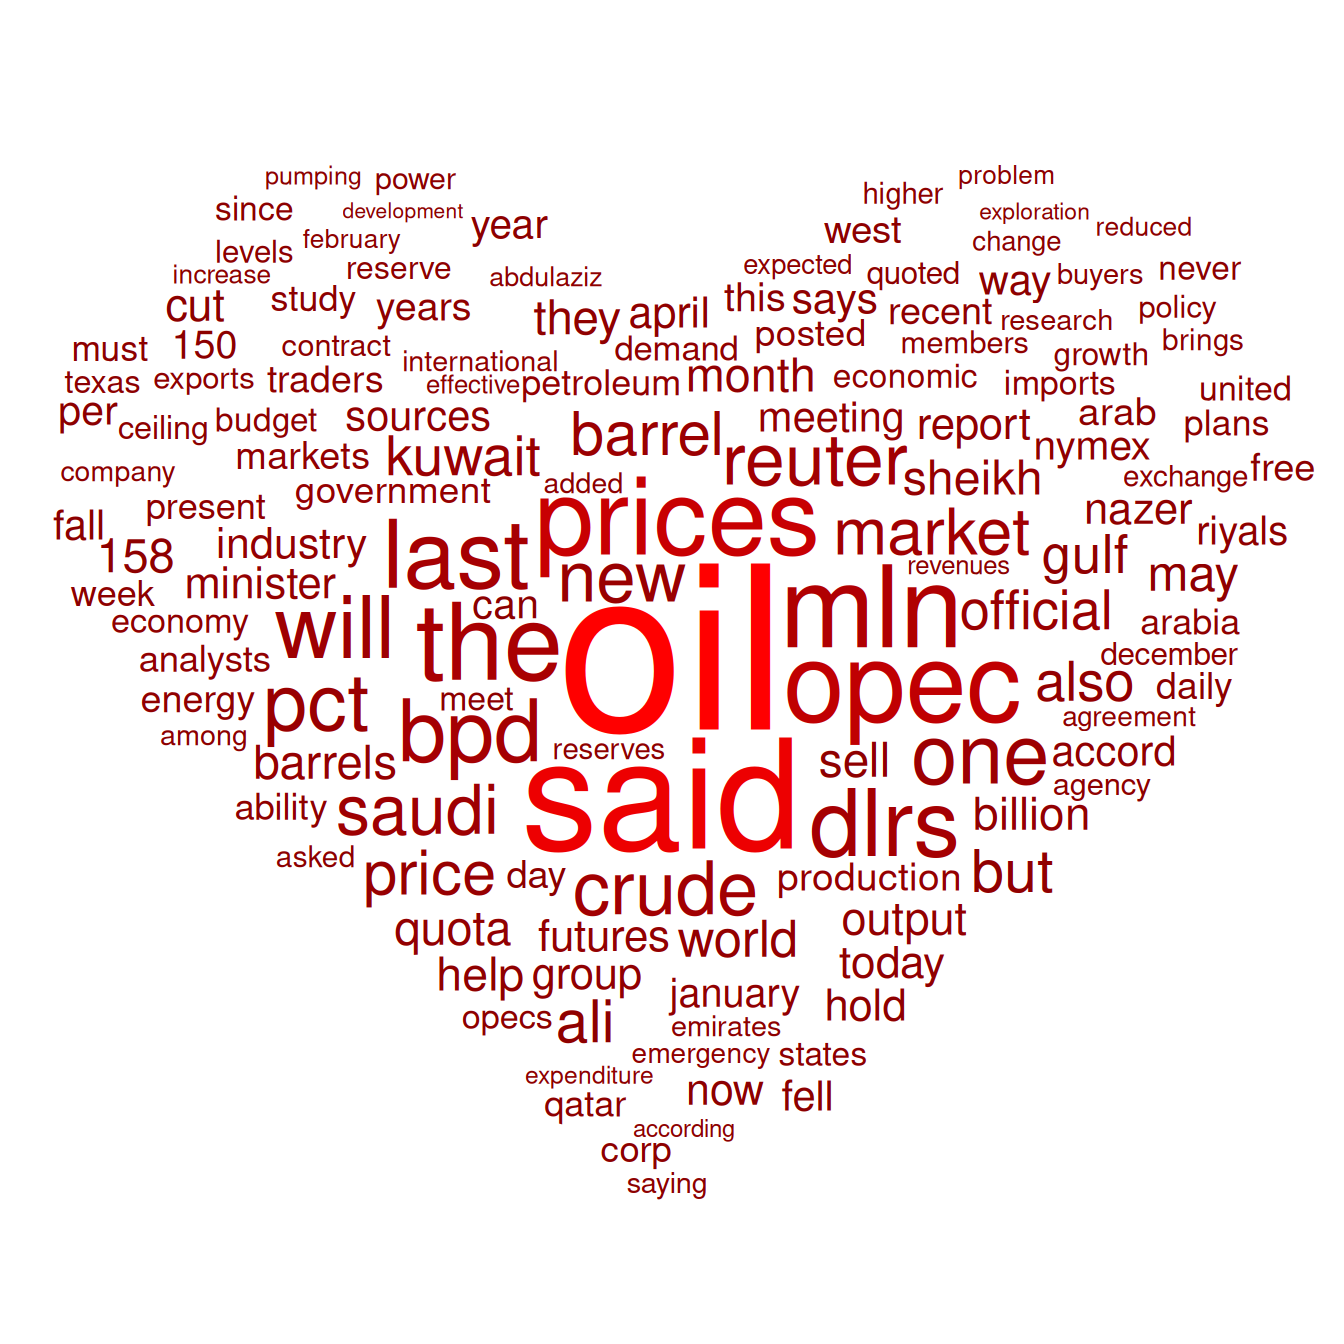 pumping power problem
higher
since development year exploration reduced
west
levels february change
increase reserve abdulaziz expected quoted way buyers never
cut study years they april this says recent research policy
must 150 contract international demand posted members growth brings
texas exports traders effective petroleum month economic imports united
per ceiling budget sources barrel meeting report arab plans
company markets kuwait reuter sheikh nymex exchange free
present government added prices market nazer riyals
fall 158 industry last new revenues gulf may
week minister can mln official
economy will the oil arabia
analysts december
energy pct meet opec also daily
among bpd reserves agreement
barrels sell one accord
ability saudi said dlrs billion agency
asked price day crude production but
quota futures world output
help group today
january hold
opecs ali emirates
emergency states
expenditure now fell
qatar
according
corp
saying